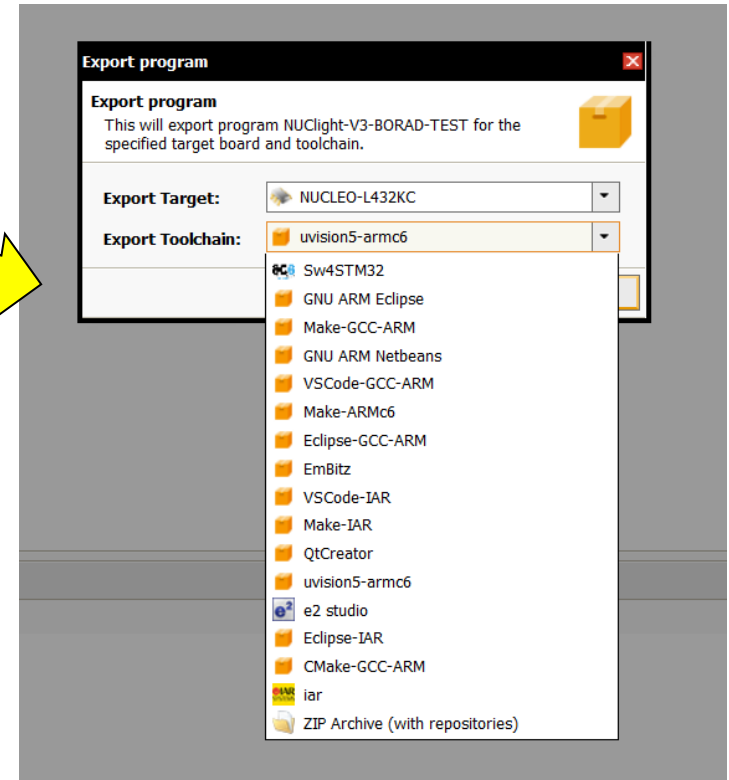 Export program
Export program
This will export program NUClight-V3-BORAD-TEST for the
specified target board and toolchain.
Export Target:
NUCLEO-L432KC
Export Toolchain:
uvision5-armc6
Sw4STM32
GNU ARM Eclipse
Make-GCC-ARM
GNU ARM Netbeans
VSCode-GCC-ARM
Make-ARMc6
Eclipse-GCC-ARM
EmBitz
VSCode-IAR
Make-IAR
QtCreator
uvision5-armc6
e2 studio
Eclipse-IAR
CMake-GCC-ARM
iar
ZIP Archive (with repositories)